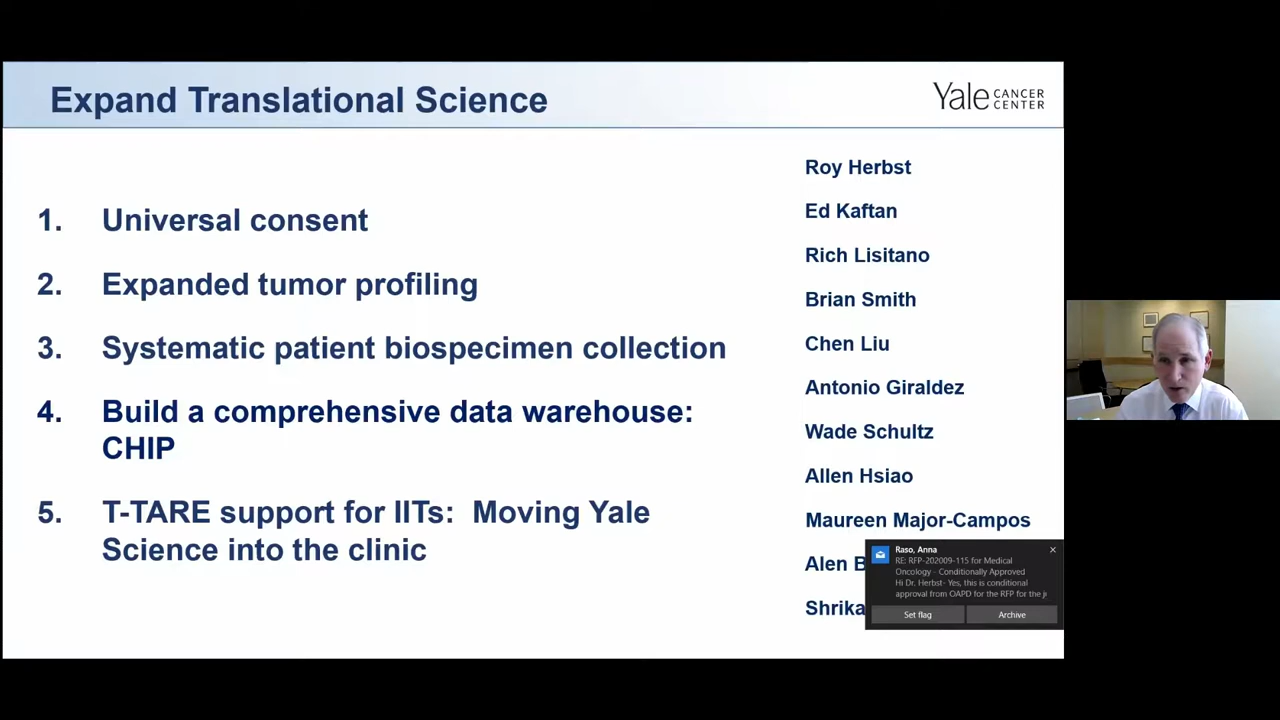 Expand Translational Science
Yale CANCER
CENTER
1. Universal consent
2. Expanded tumor profiling
3. Systematic patient biospecimen collection
4. Build a comprehensive data warehouse:
CHIP
5. T-TARE support for IITs: Moving Yale
Science into the clinic
Roy Herbst
Ed Kaftan
Rich Lisitano
Brian Smith
Chen Liu
Antonio Giraldez
Wade Schultz
Allen Hsiao
Maureen Major-Campos
Alen B
Shrika
Raso, Anna
RE: RFP-202009-115 for Medical
Oncology - Conditionally Approved
Hi Dr. Herbst- Yes, this is conditional
approval from OAPD for the RFP for the
Set flag
Archive